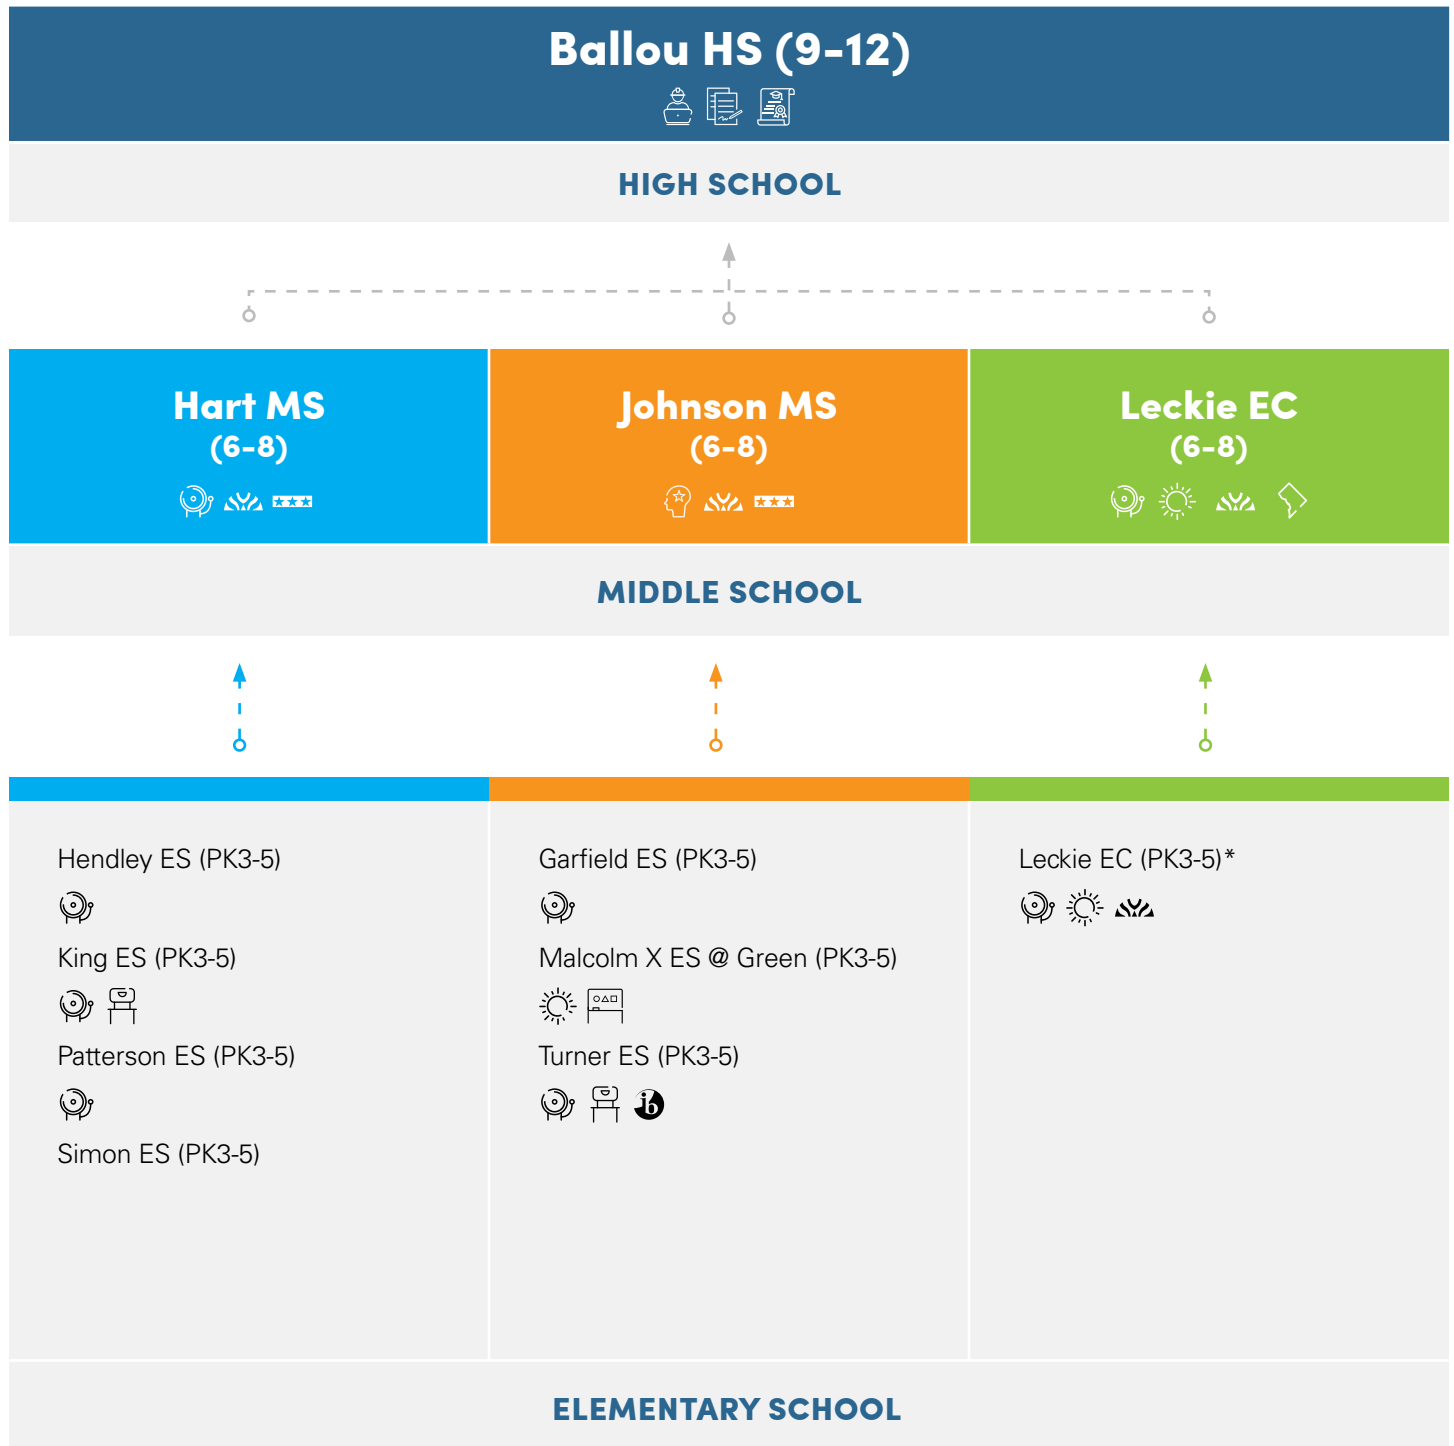 Ballou HS (9-12)
HIGH SCHOOL
Hart MS
(6-8)
Johnson MS
(6-8)
Leckie EC
(6-8)
MIDDLE SCHOOL
Hendley ES (PK3-5)
King ES (PK3-5)
Patterson ES (PK3-5)
Simon ES (PK3-5)
Garfield ES (PK3-5)
Malcolm X ES @ Green (PK3-5)
Turner ES (PK3-5)
ib
Leckie EC (PK3-5)*
ELEMENTARY SCHOOL